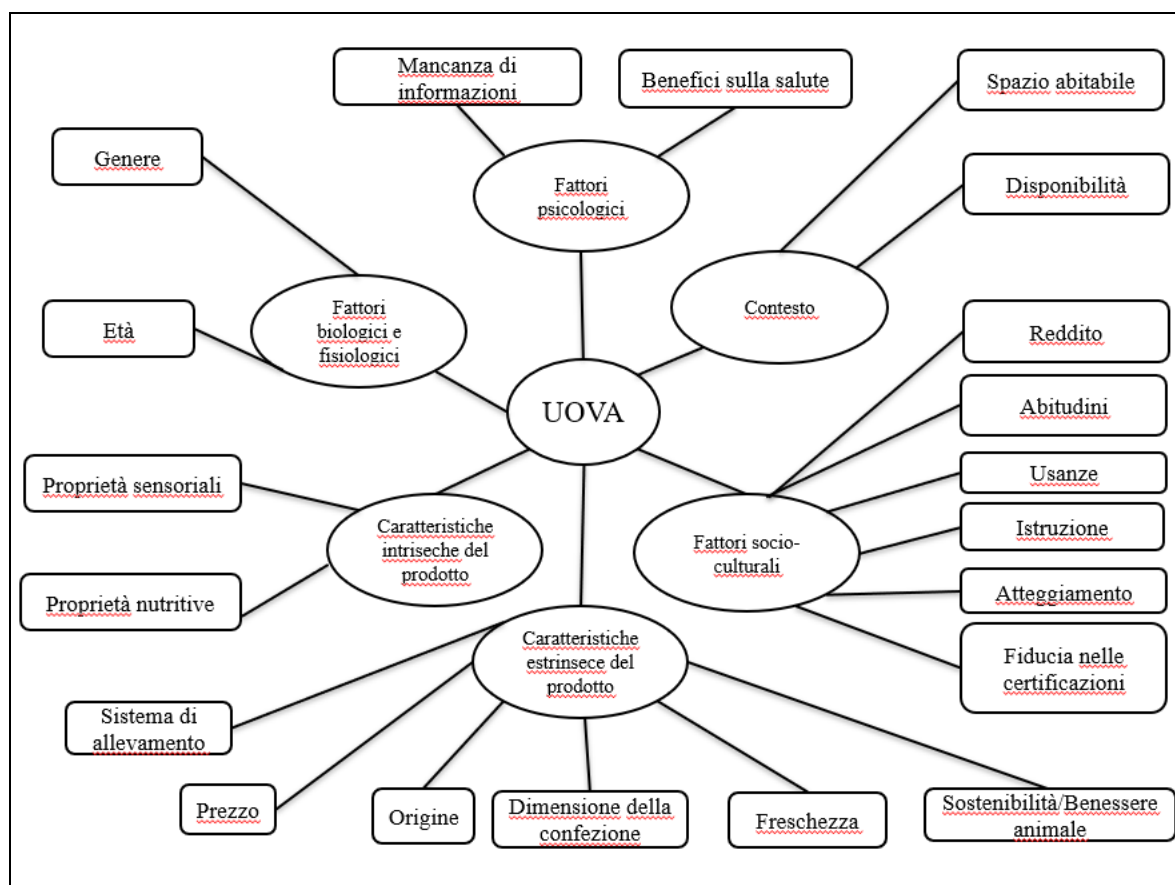 Mancanza di
informazioni
Benefici sulla salute
Spazio abitabile
Genere
Fattori
psicologici
Disponibilità
Età
Fattori
biologici e
fisiologici
Contesto
Reddito
UOVA
Abitudini
Proprietà sensoriali
Usanze
Caratteristiche
intriseche del
prodotto
Fattori socio-
culturali
Istruzione
Proprietà nutritive
Atteggiamento
Caratteristiche
estrinsece del
prodotto
Fiducia nelle
certificazioni
Sistema di
allevamento
Prezzo
Origine
Dimensione della
confezione
Freschezza
Sostenibilità/Benessere
animale